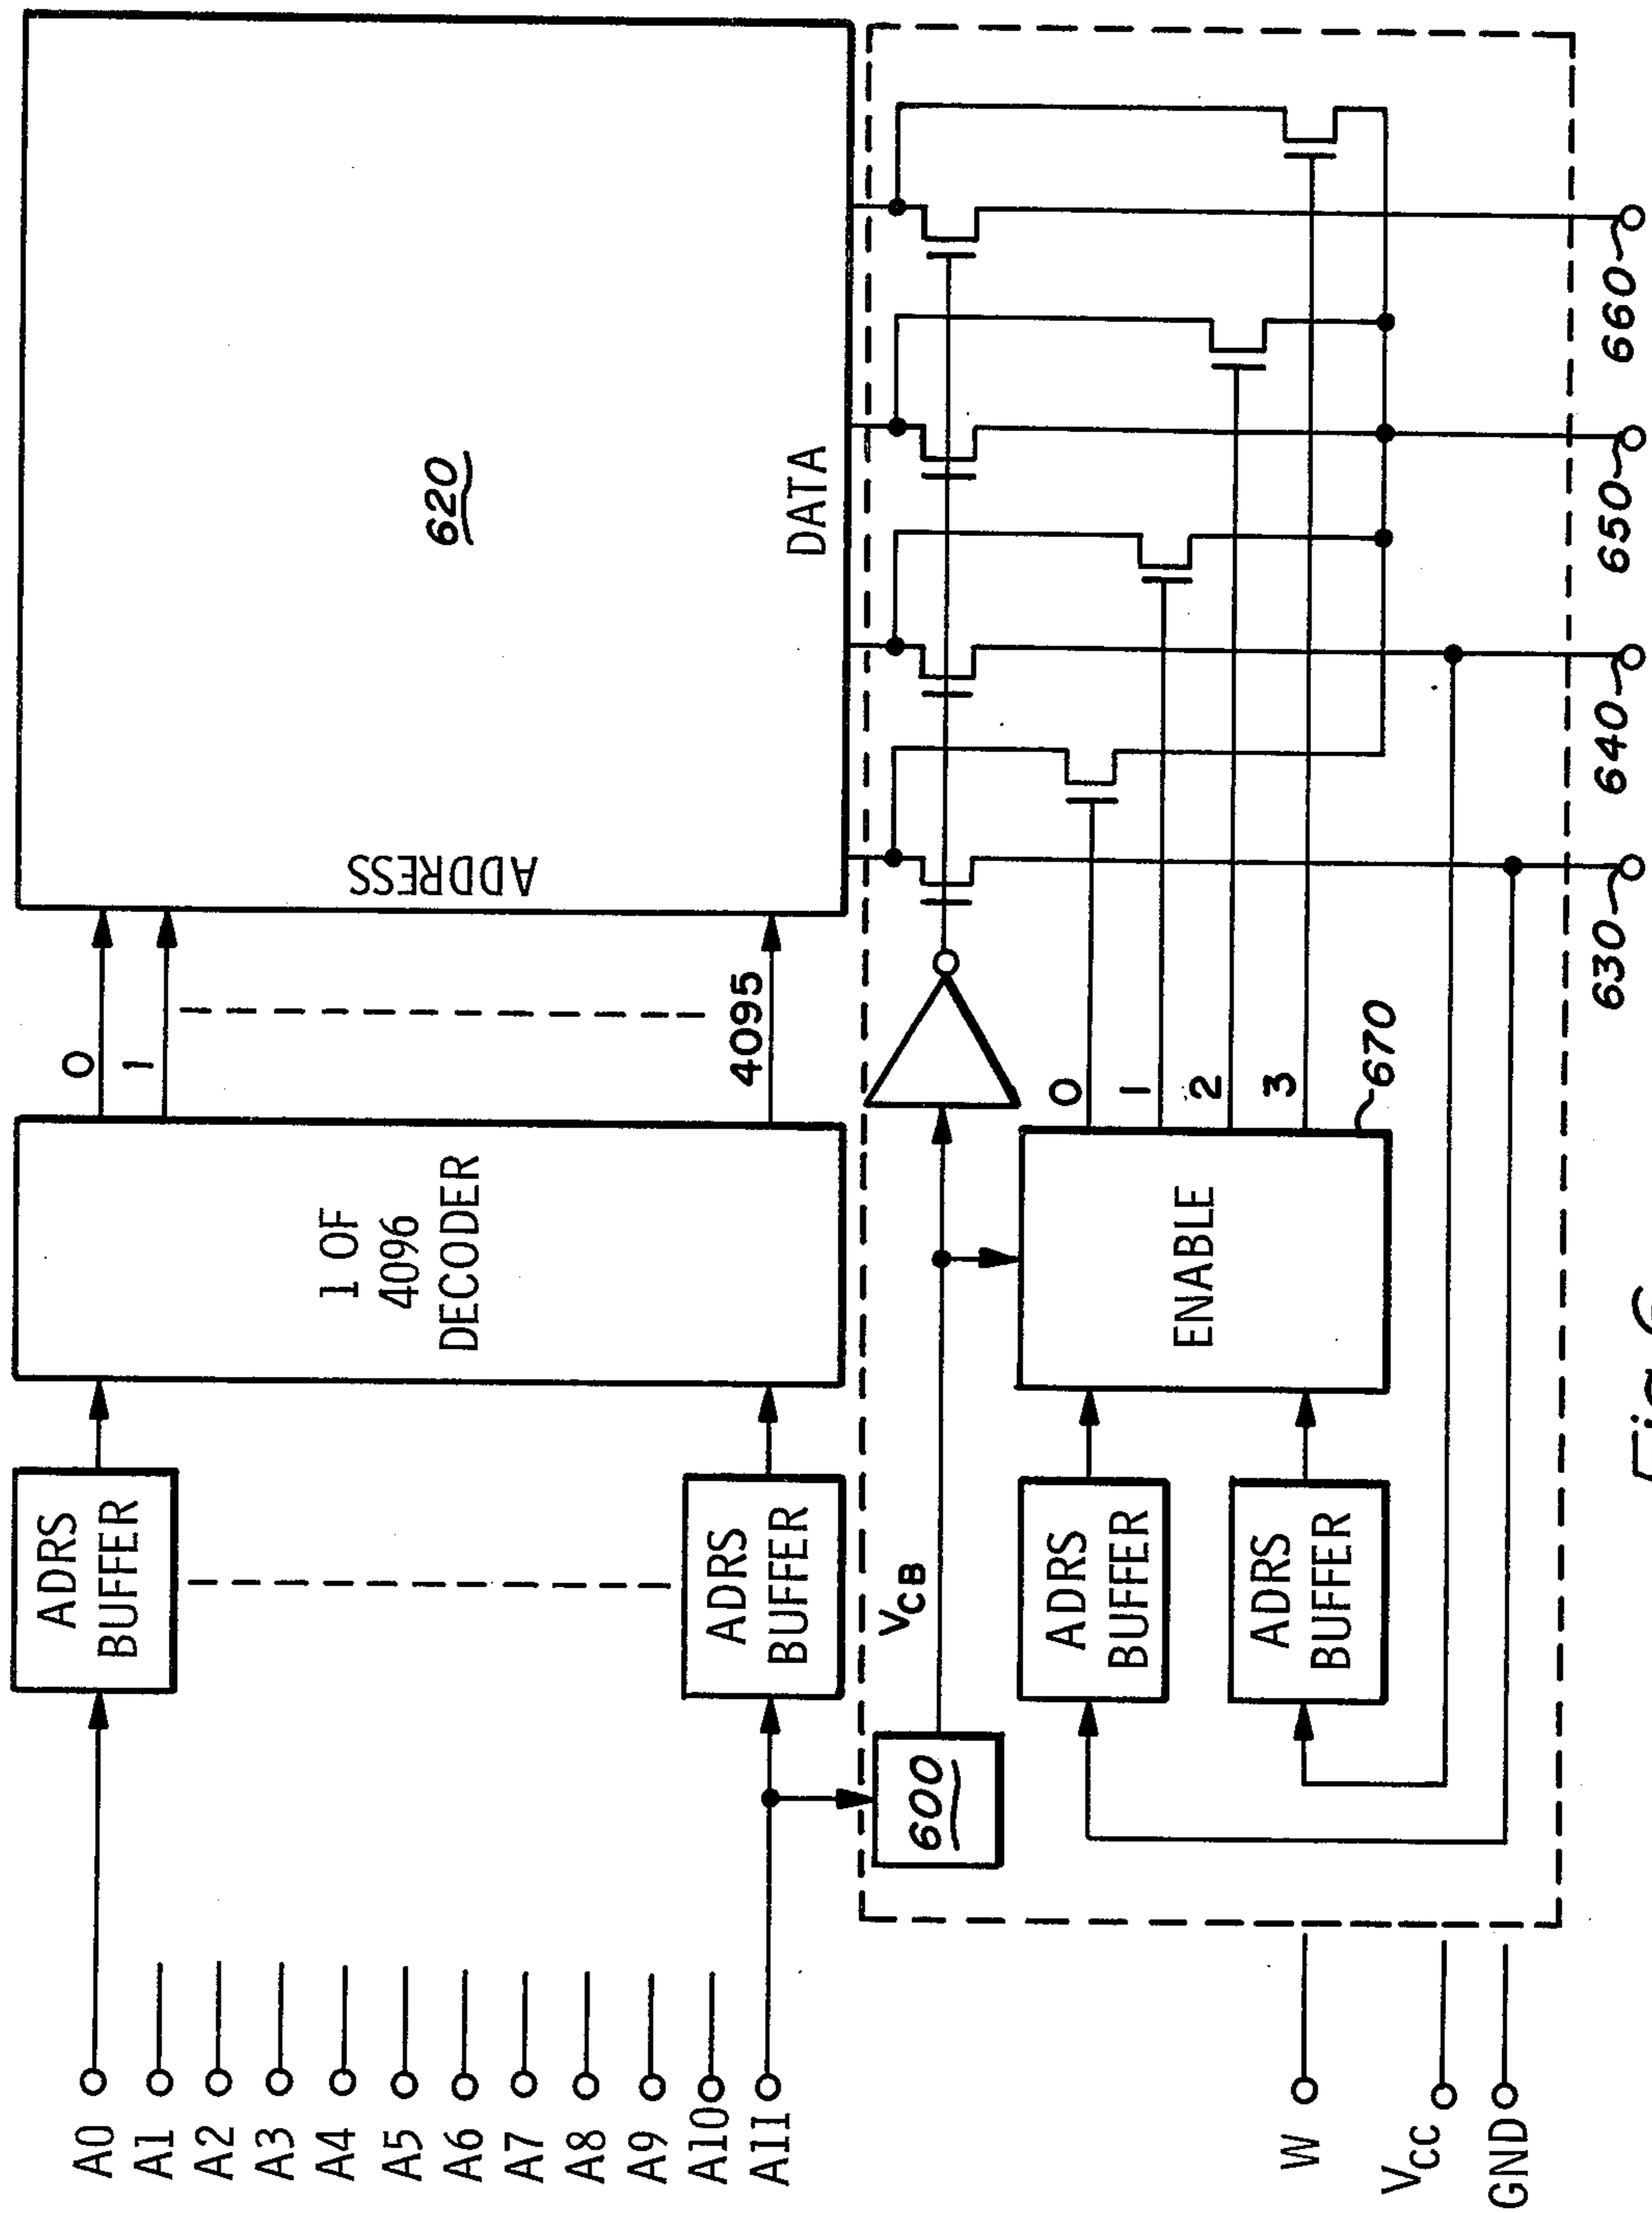 A0
A1
A2
A3
A4
A5
A6
A7
A8
A9
A10
A11
W
VCC
GND
ADRS
BUFFER
ADRS
BUFFER
1 OF
4096
DECODER
0
1
4095
ADDRESS
620
DATA
600
VCB
ADRS
BUFFER
ADRS
BUFFER
ENABLE
670
0
1
2
3
630
640
650
660